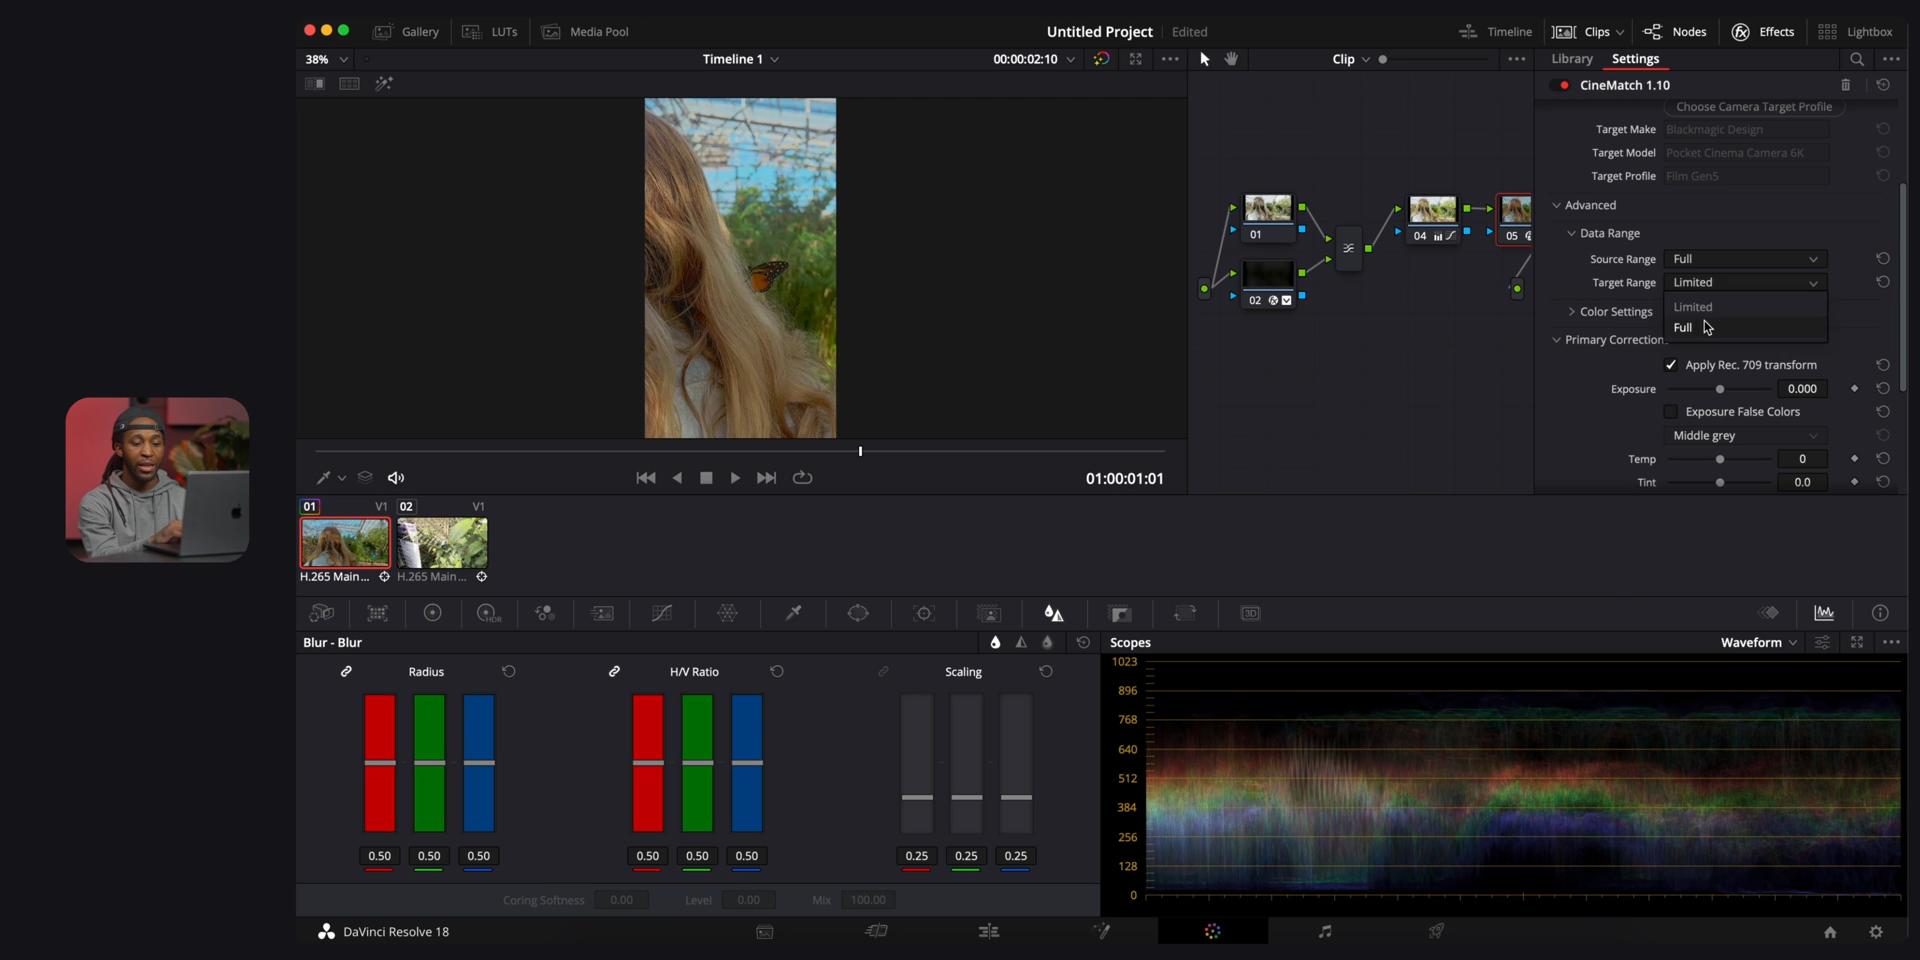 Gallery
LUTs
Media Pool
Untitled Project
Edited
Timeline
Clips
Nodes
Effects
Lightbox
38%
Timeline 1
00:00:02:10
Clip
Library
Settings
CineMatch 1.10
Choose Camera Target Profile
Target Make
Blackmagic Design
Target Model
Pocket Cinema Camera 6K
Target Profile
Film Gen5
Advanced
Data Range
Source Range
Full
Target Range
Limited
Limited
Full
Color Settings
Primary Correction
Apply Rec. 709 transform
Exposure
0.000
Exposure False Colors
Middle grey
Temp
0
Tint
0.0
01
02
04
05
01:00:01:01
01
V1
02
V1
H.265 Main...
H.265 Main...
HDR
3D
Blur - Blur
Radius
H/V Ratio
Scaling
0.50
0.50
0.50
0.50
0.50
0.50
0.25
0.25
0.25
Coring Softness
0.00
Level
0.00
Mix
100.00
Scopes
Waveform
1023
896
768
640
512
384
256
128
0
DaVinci Resolve 18